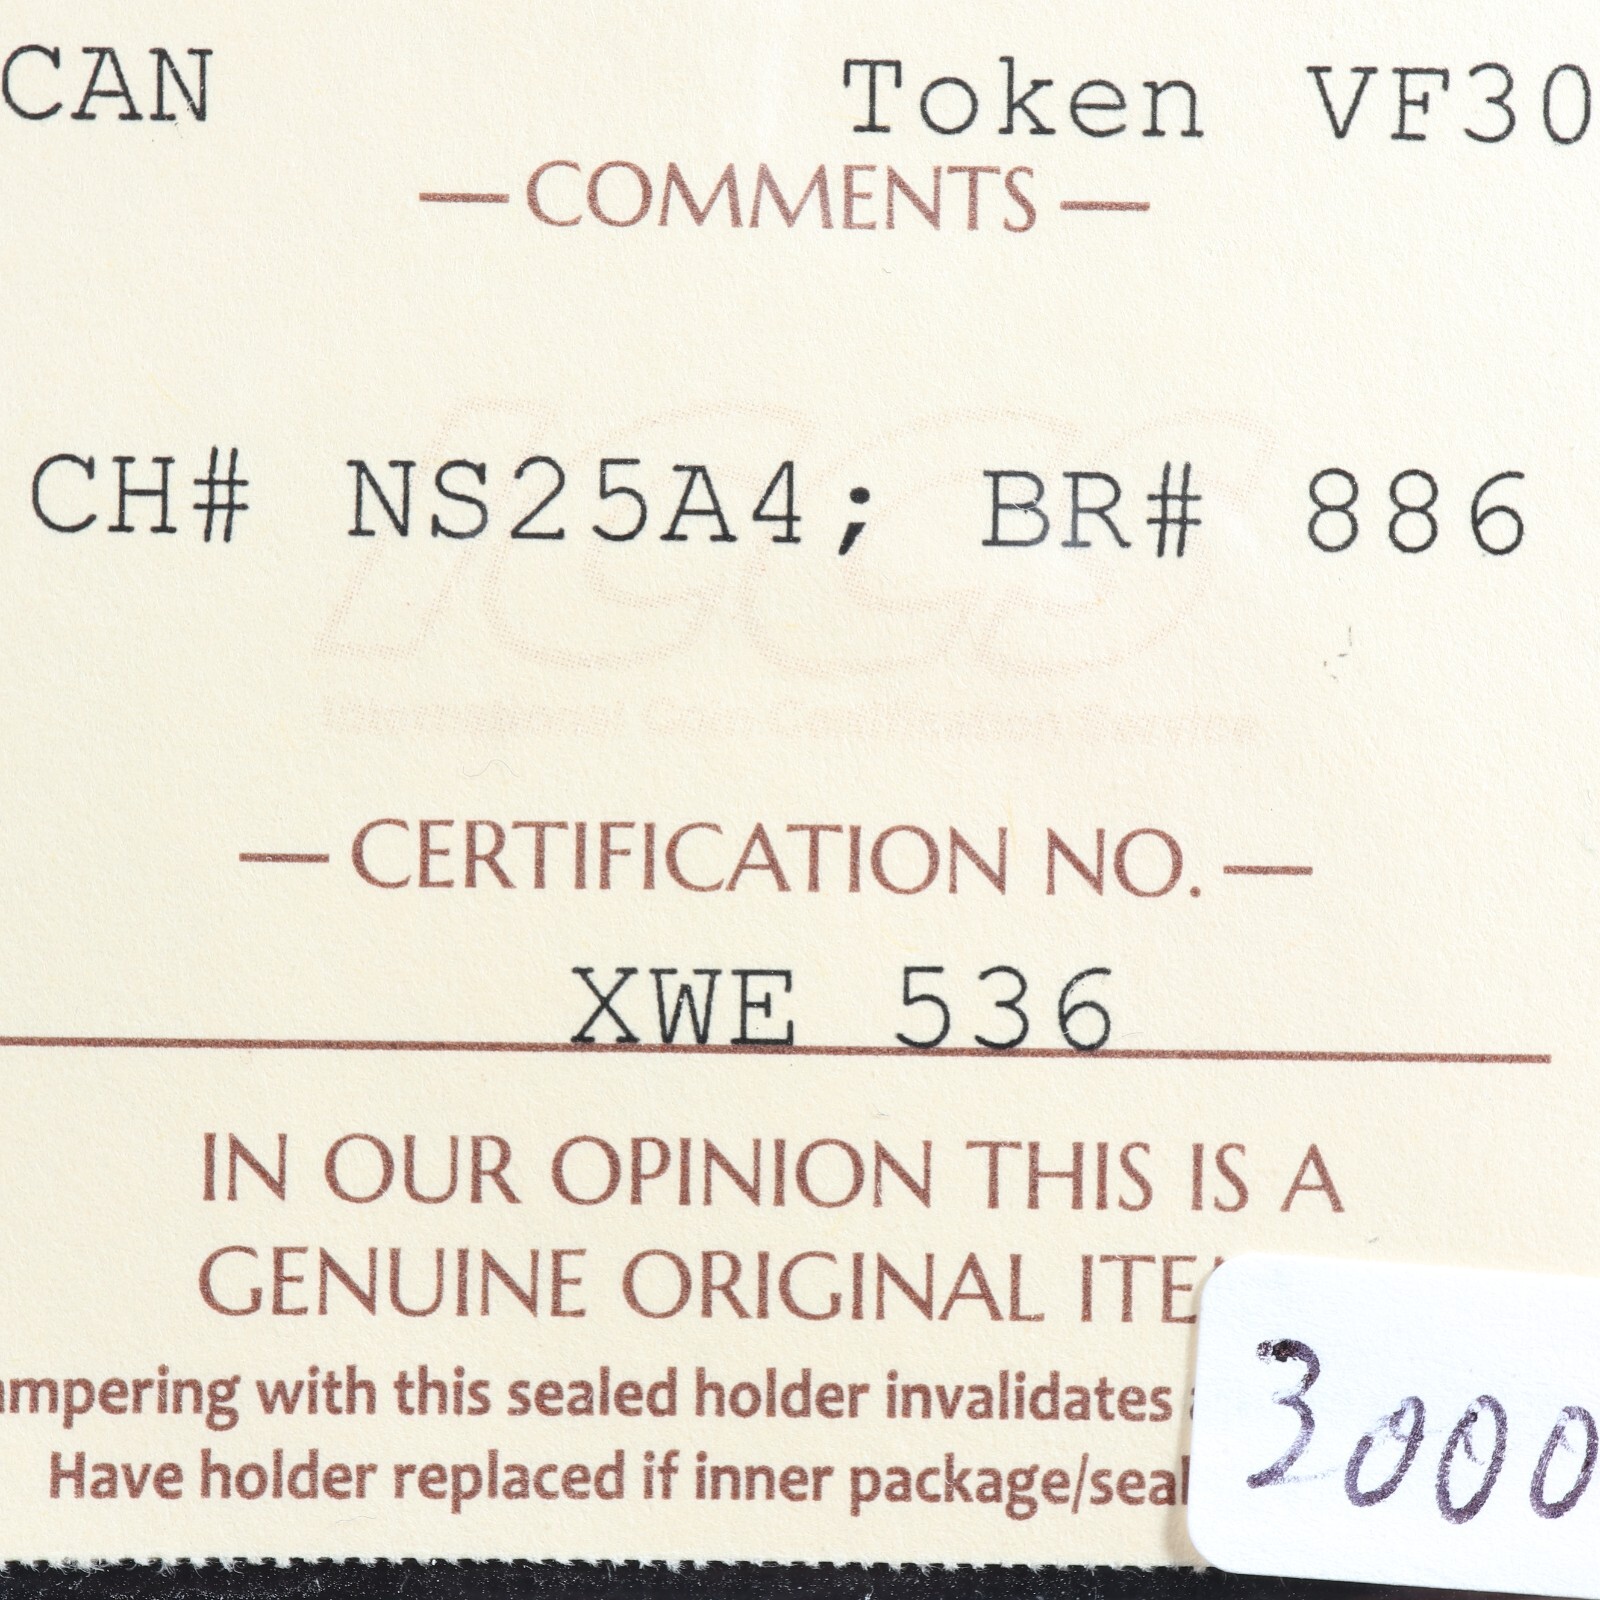 CAN Token VF30
— COMMENTS —
CH# NS25A4; BR# 886
ICCS
— CERTIFICATION NO. —
XWE 536
IN OUR OPINION THIS IS A
GENUINE ORIGINAL ITE
ampering with this sealed holder invalidates
Have holder replaced if inner package/seal
3000